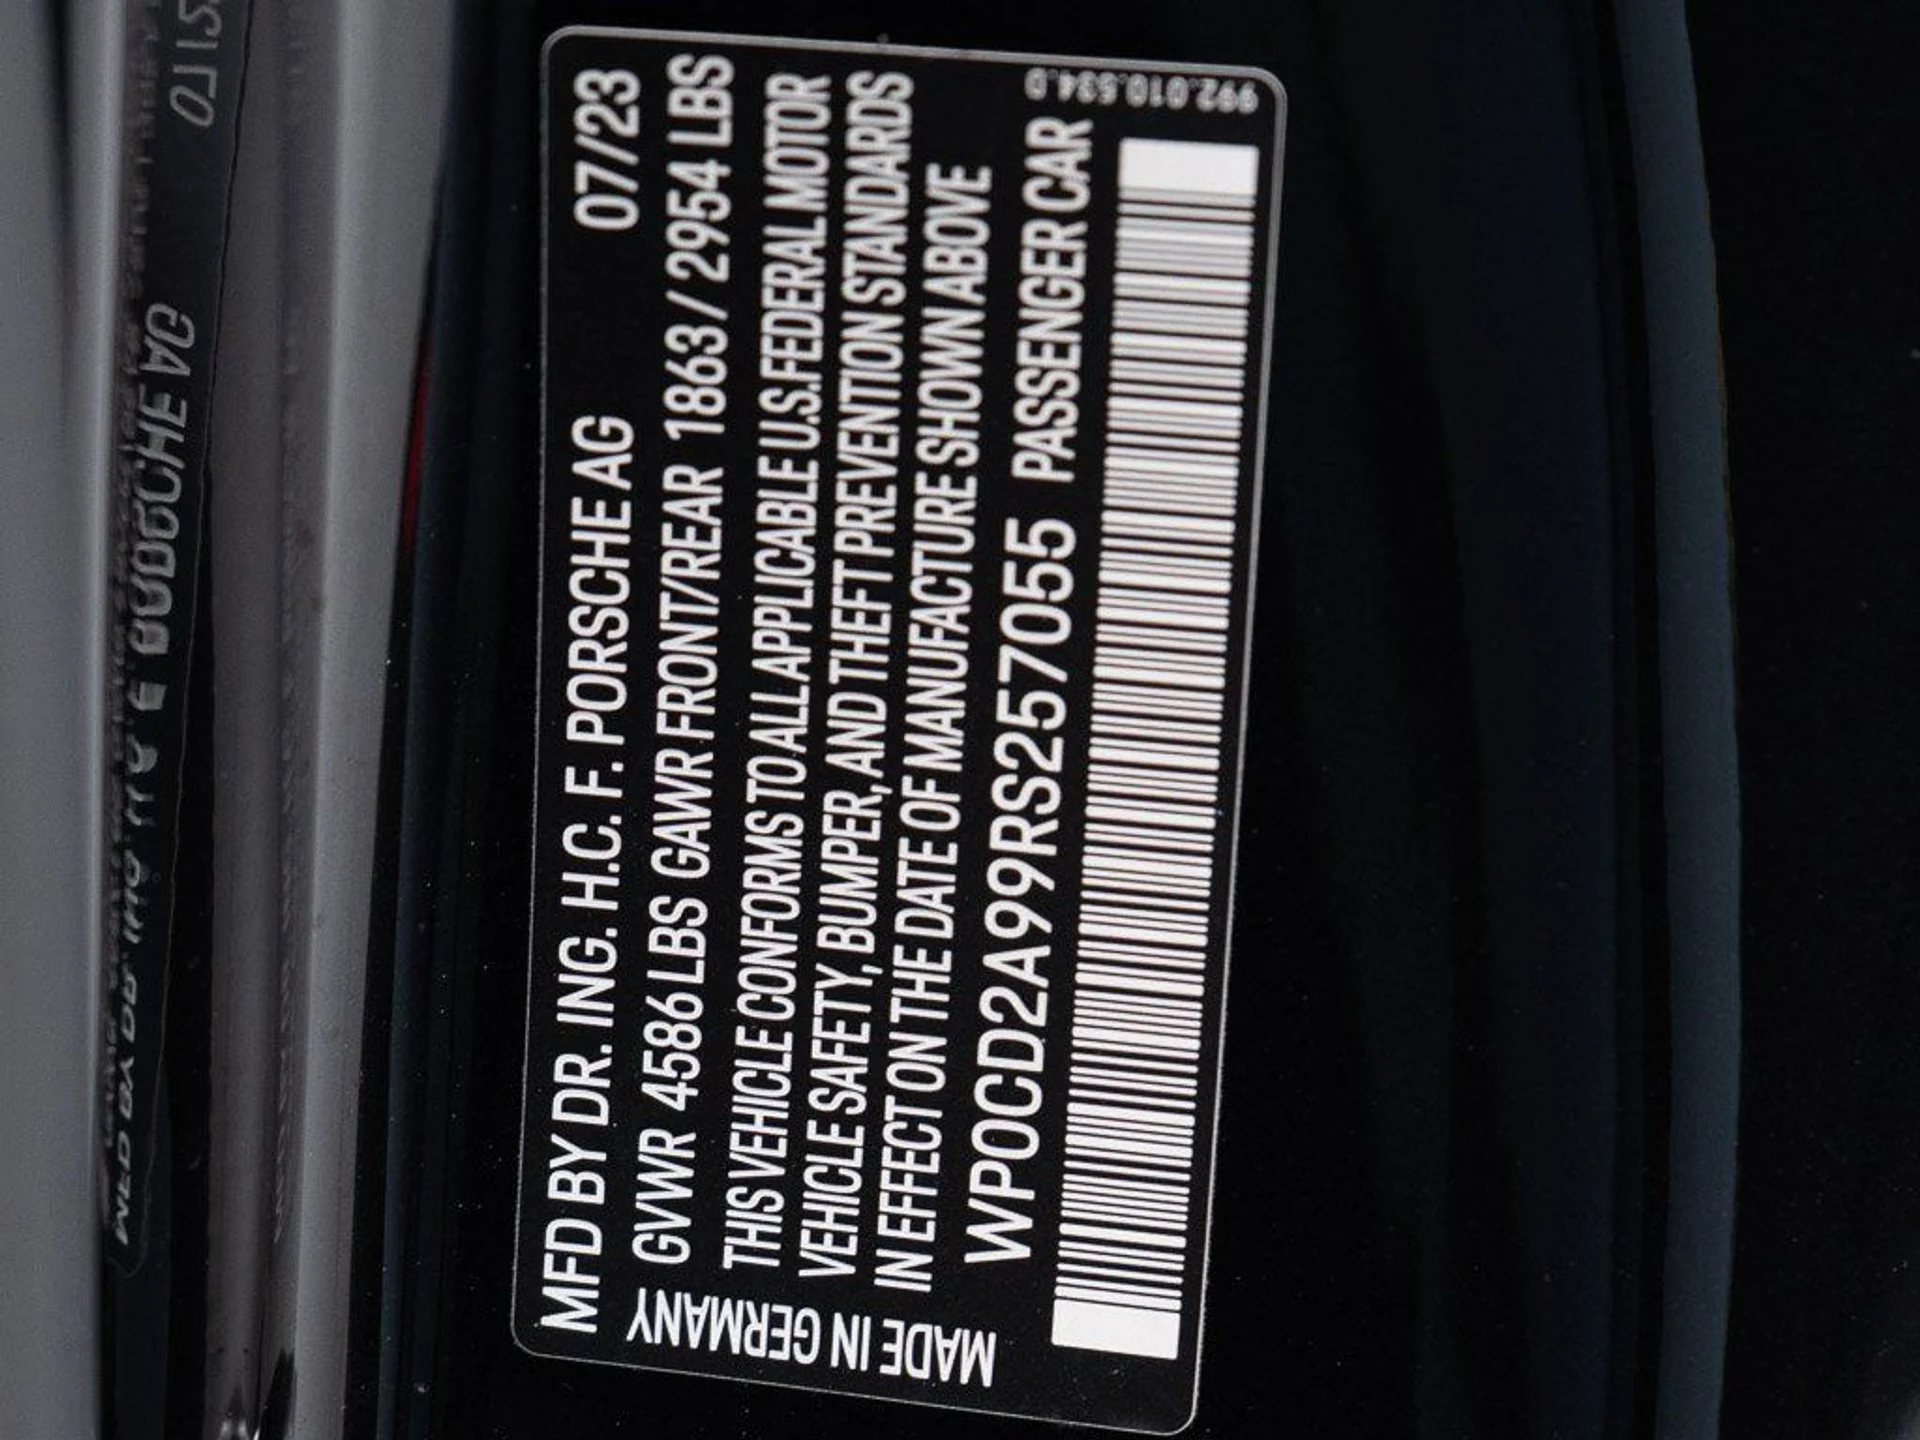 MFD BY DR. ING. H.C. F. PORSCHE AG 07/23
GVWR 4586 LBS GAWR FRONT/REAR 1863 / 2954 LBS
THIS VEHICLE CONFORMS TO ALL APPLICABLE U.S. FEDERAL MOTOR
VEHICLE SAFETY, BUMPER, AND THEFT PREVENTION STANDARDS
IN EFFECT ON THE DATE OF MANUFACTURE SHOWN ABOVE
WP0CD2A99RS257055 PASSENGER CAR
MADE IN GERMANY
992.010.534.D